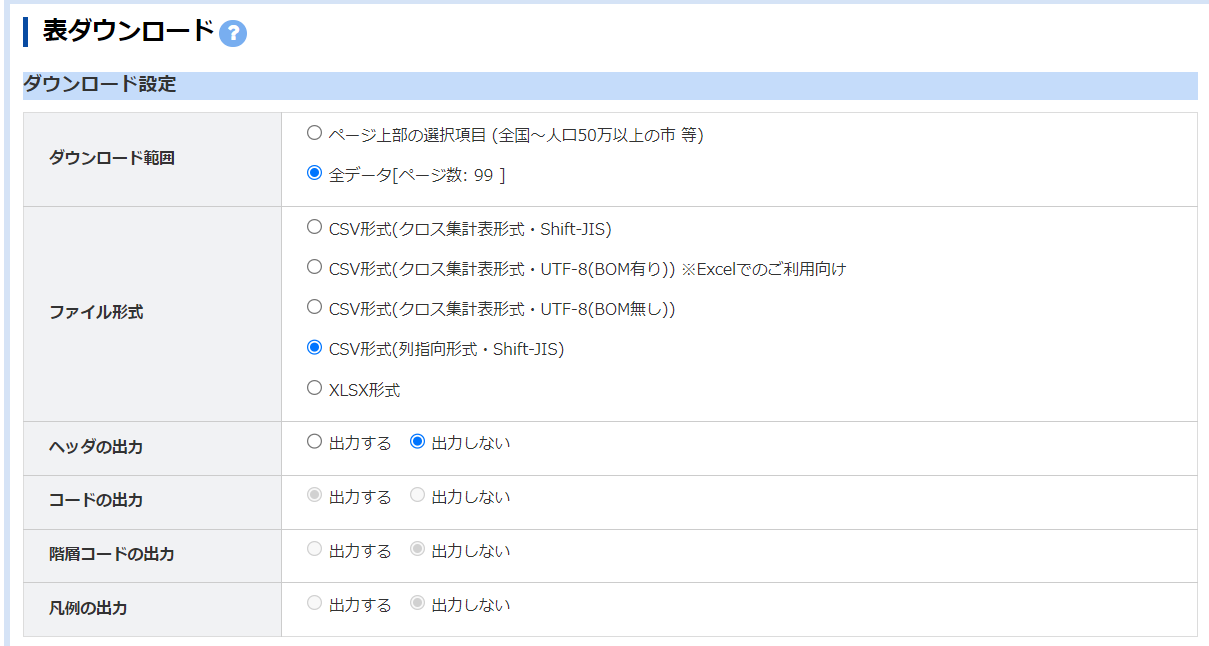 表ダウンロード ?
ダウンロード設定
ダウンロード範囲
ページ上部の選択項目 (全国～人口50万以上の市 等)
全データ[ページ数: 99 ]
ファイル形式
CSV形式(クロス集計表形式・Shift-JIS)
CSV形式(クロス集計表形式・UTF-8(BOM有り)) ※Excelでのご利用向け
CSV形式(クロス集計表形式・UTF-8(BOM無し))
CSV形式(列指向形式・Shift-JIS)
XLSX形式
ヘッダの出力 出力する 出力しない
コードの出力 出力する 出力しない
階層コードの出力 出力する 出力しない
凡例の出力 出力する 出力しない